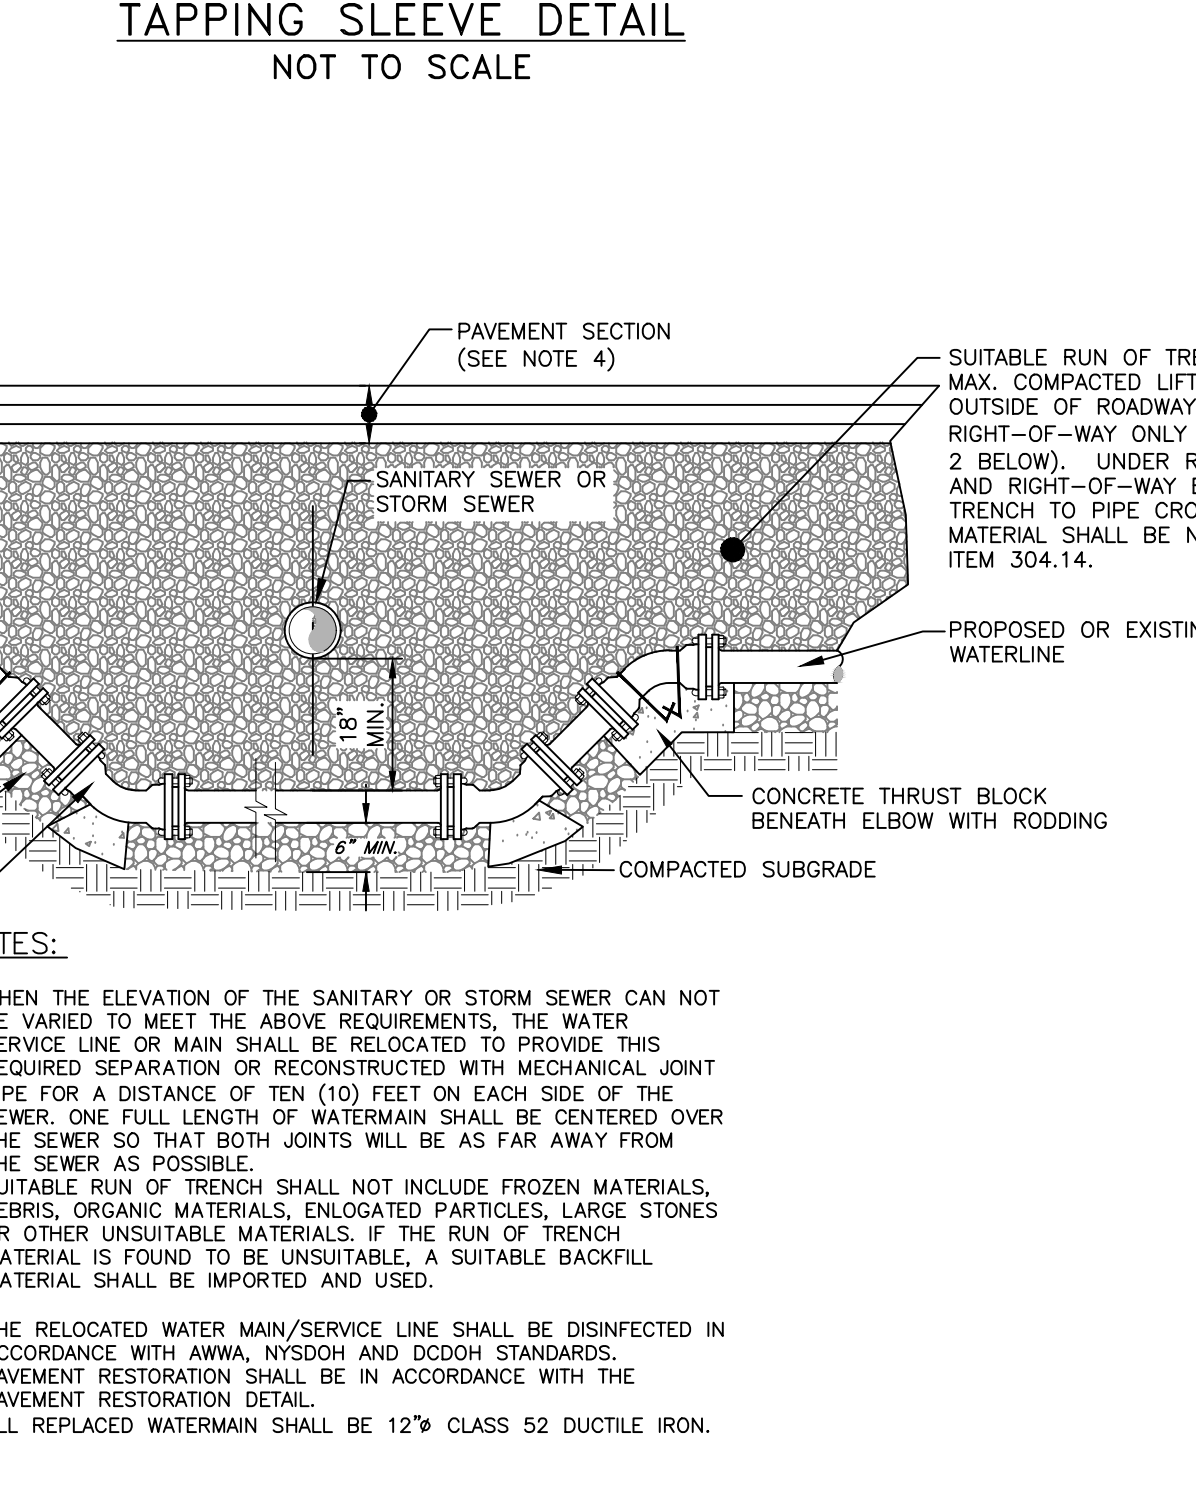 TAPPING SLEEVE DETAIL
NOT TO SCALE
PAVEMENT SECTION
(SEE NOTE 4)
SUITABLE RUN OF TRE
MAX. COMPACTED LIFT
OUTSIDE OF ROADWAY
RIGHT-OF-WAY ONLY
2 BELOW). UNDER R
AND RIGHT-OF-WAY
TRENCH TO PIPE CRO
MATERIAL SHALL BE N
ITEM 304.14.
SANITARY SEWER OR
STORM SEWER
PROPOSED OR EXISTIN
WATERLINE
18"
MIN.
CONCRETE THRUST BLOCK
BENEATH ELBOW WITH RODDING
6" MIN.
COMPACTED SUBGRADE
TES:
HEN THE ELEVATION OF THE SANITARY OR STORM SEWER CAN NOT
E VARIED TO MEET THE ABOVE REQUIREMENTS, THE WATER
ERVICE LINE OR MAIN SHALL BE RELOCATED TO PROVIDE THIS
EQUIRED SEPARATION OR RECONSTRUCTED WITH MECHANICAL JOINT
IPE FOR A DISTANCE OF TEN (10) FEET ON EACH SIDE OF THE
EWER. ONE FULL LENGTH OF WATERMAIN SHALL BE CENTERED OVER
HE SEWER SO THAT BOTH JOINTS WILL BE AS FAR AWAY FROM
HE SEWER AS POSSIBLE.
UITABLE RUN OF TRENCH SHALL NOT INCLUDE FROZEN MATERIALS,
EBRIS, ORGANIC MATERIALS, ENLOGATED PARTICLES, LARGE STONES
R OTHER UNSUITABLE MATERIALS. IF THE RUN OF TRENCH
ATERIAL IS FOUND TO BE UNSUITABLE, A SUITABLE BACKFILL
ATERIAL SHALL BE IMPORTED AND USED.
HE RELOCATED WATER MAIN/SERVICE LINE SHALL BE DISINFECTED IN
CCORDANCE WITH AWWA, NYSDOH AND DCDOH STANDARDS.
AVEMENT RESTORATION SHALL BE IN ACCORDANCE WITH THE
AVEMENT RESTORATION DETAIL.
LL REPLACED WATERMAIN SHALL BE 12"ø CLASS 52 DUCTILE IRON.